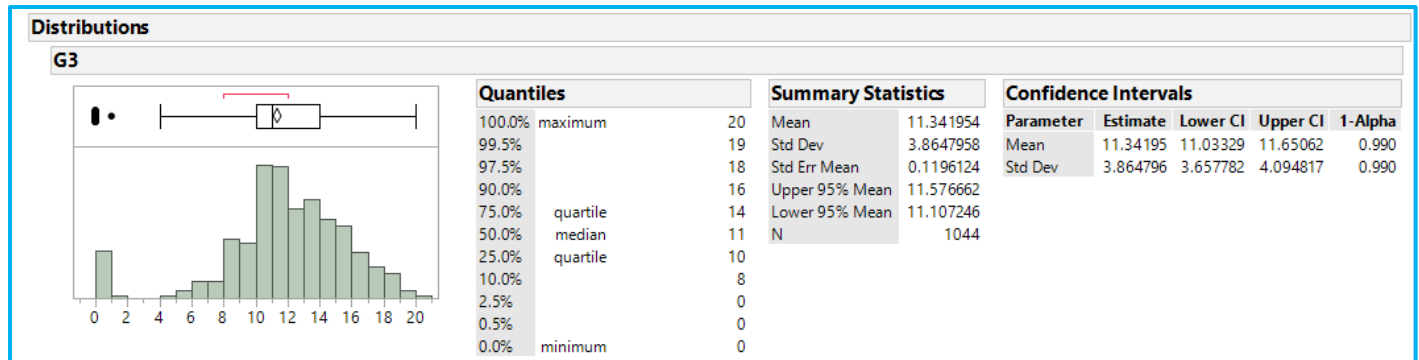 Distributions
G3
0 2 4 6 8 10 12 14 16 18 20
Quantiles
100.0% maximum 20
99.5% 19
97.5% 18
90.0% 16
75.0% quartile 14
50.0% median 11
25.0% quartile 10
10.0% 8
2.5% 0
0.5% 0
0.0% minimum 0
Summary Statistics
Mean 11.341954
Std Dev 3.8647958
Std Err Mean 0.1196124
Upper 95% Mean 11.576662
Lower 95% Mean 11.107246
N 1044
Confidence Intervals
Parameter Estimate Lower CI Upper CI 1-Alpha
Mean 11.34195 11.03329 11.65062 0.990
Std Dev 3.864796 3.657782 4.094817 0.990